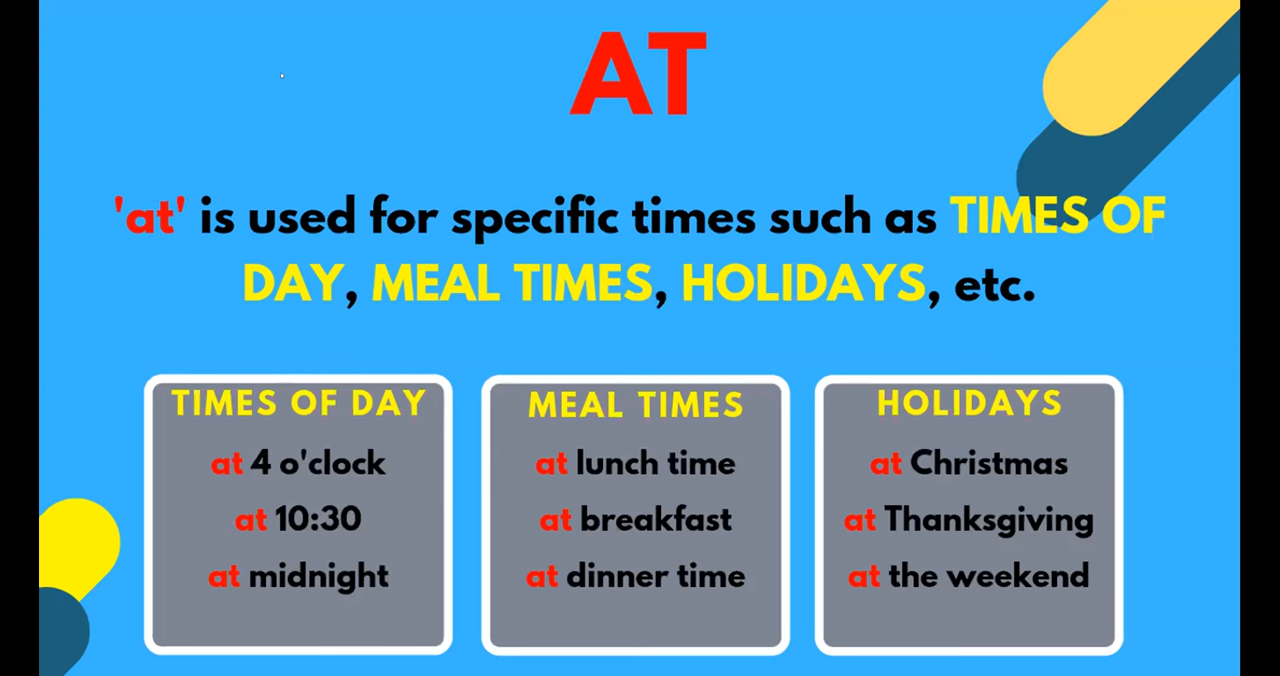 AT
'at' is used for specific times such as TIMES OF
DAY, MEAL TIMES, HOLIDAYS, etc.
TIMES OF DAY
at 4 o'clock
at 10:30
at midnight
MEAL TIMES
at lunch time
at breakfast
at dinner time
HOLIDAYS
at Christmas
at Thanksgiving
at the weekend